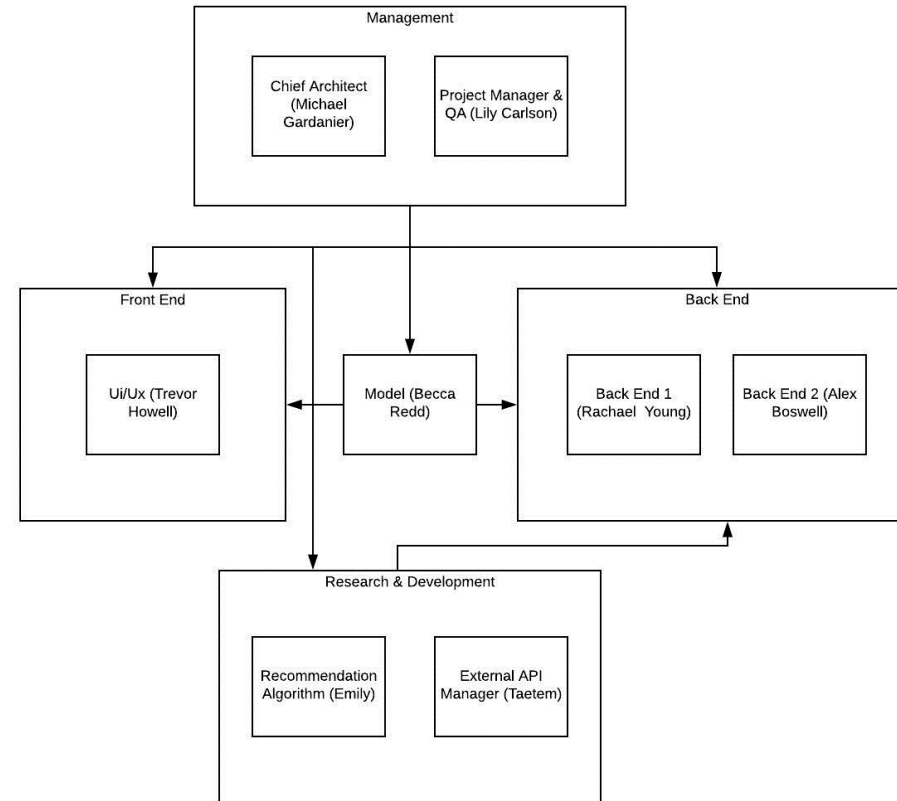 Management
Chief Architect
(Michael
Gardanier)
Project Manager &
QA (Lily Carlson)
Front End
Back End
Ui/Ux (Trevor
Howell)
Model (Becca
Redd)
Back End 1
(Rachael  Young)
Back End 2 (Alex
Boswell)
Research & Development
Recommendation
Algorithm (Emily)
External API
Manager (Taetem)